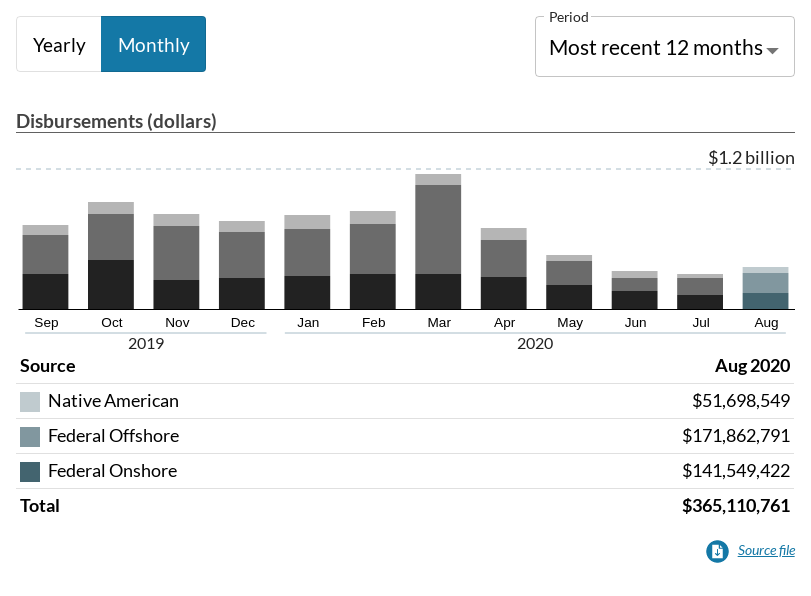 Yearly Monthly
Period
Most recent 12 months
Disbursements (dollars)
$1.2 billion
Sep Oct Nov Dec Jan Feb Mar Apr May Jun Jul Aug
2019 2020
Source Aug 2020
Native American $51,698,549
Federal Offshore $171,862,791
Federal Onshore $141,549,422
Total $365,110,761
Source file